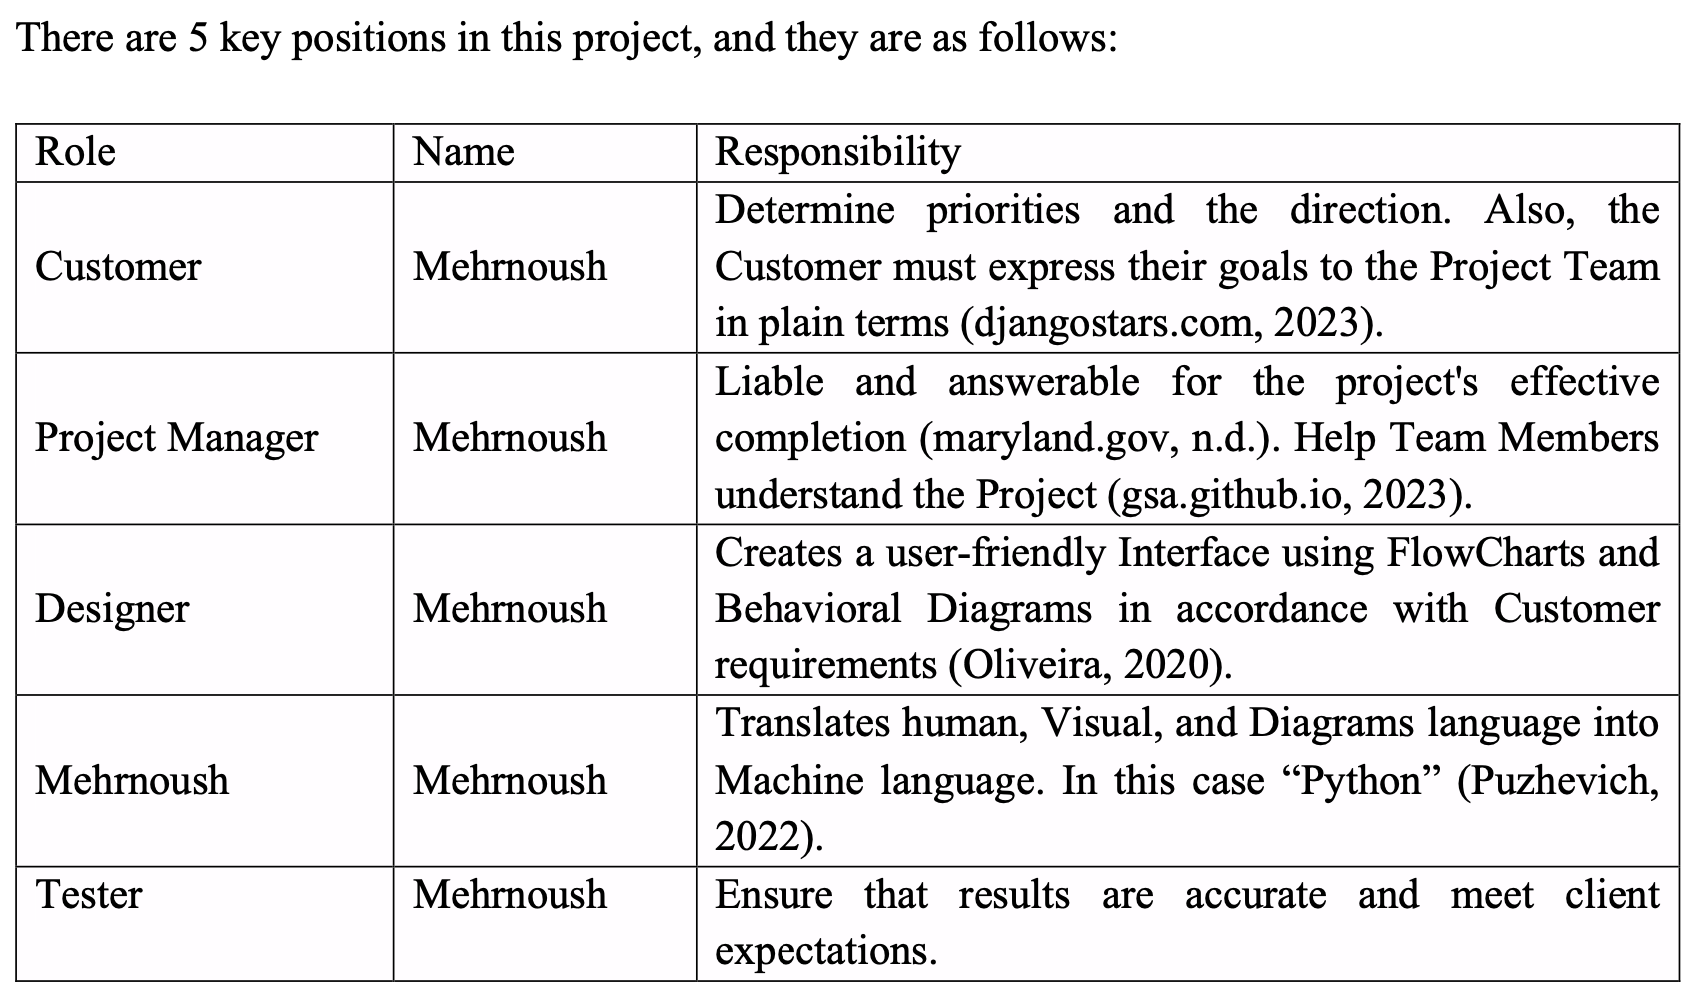 There are 5 key positions in this project, and they are as follows:
Role Name Responsibility
Customer Mehrnoush Determine priorities and the direction. Also, the
Customer must express their goals to the Project Team
in plain terms (djangostars.com, 2023).
Project Manager Mehrnoush Liable and answerable for the project's effective
completion (maryland.gov, n.d.). Help Team Members
understand the Project (gsa.github.io, 2023).
Designer Mehrnoush Creates a user-friendly Interface using FlowCharts and
Behavioral Diagrams in accordance with Customer
requirements (Oliveira, 2020).
Mehrnoush Mehrnoush Translates human, Visual, and Diagrams language into
Machine language. In this case “Python” (Puzhevich,
2022).
Tester Mehrnoush Ensure that results are accurate and meet client
expectations.